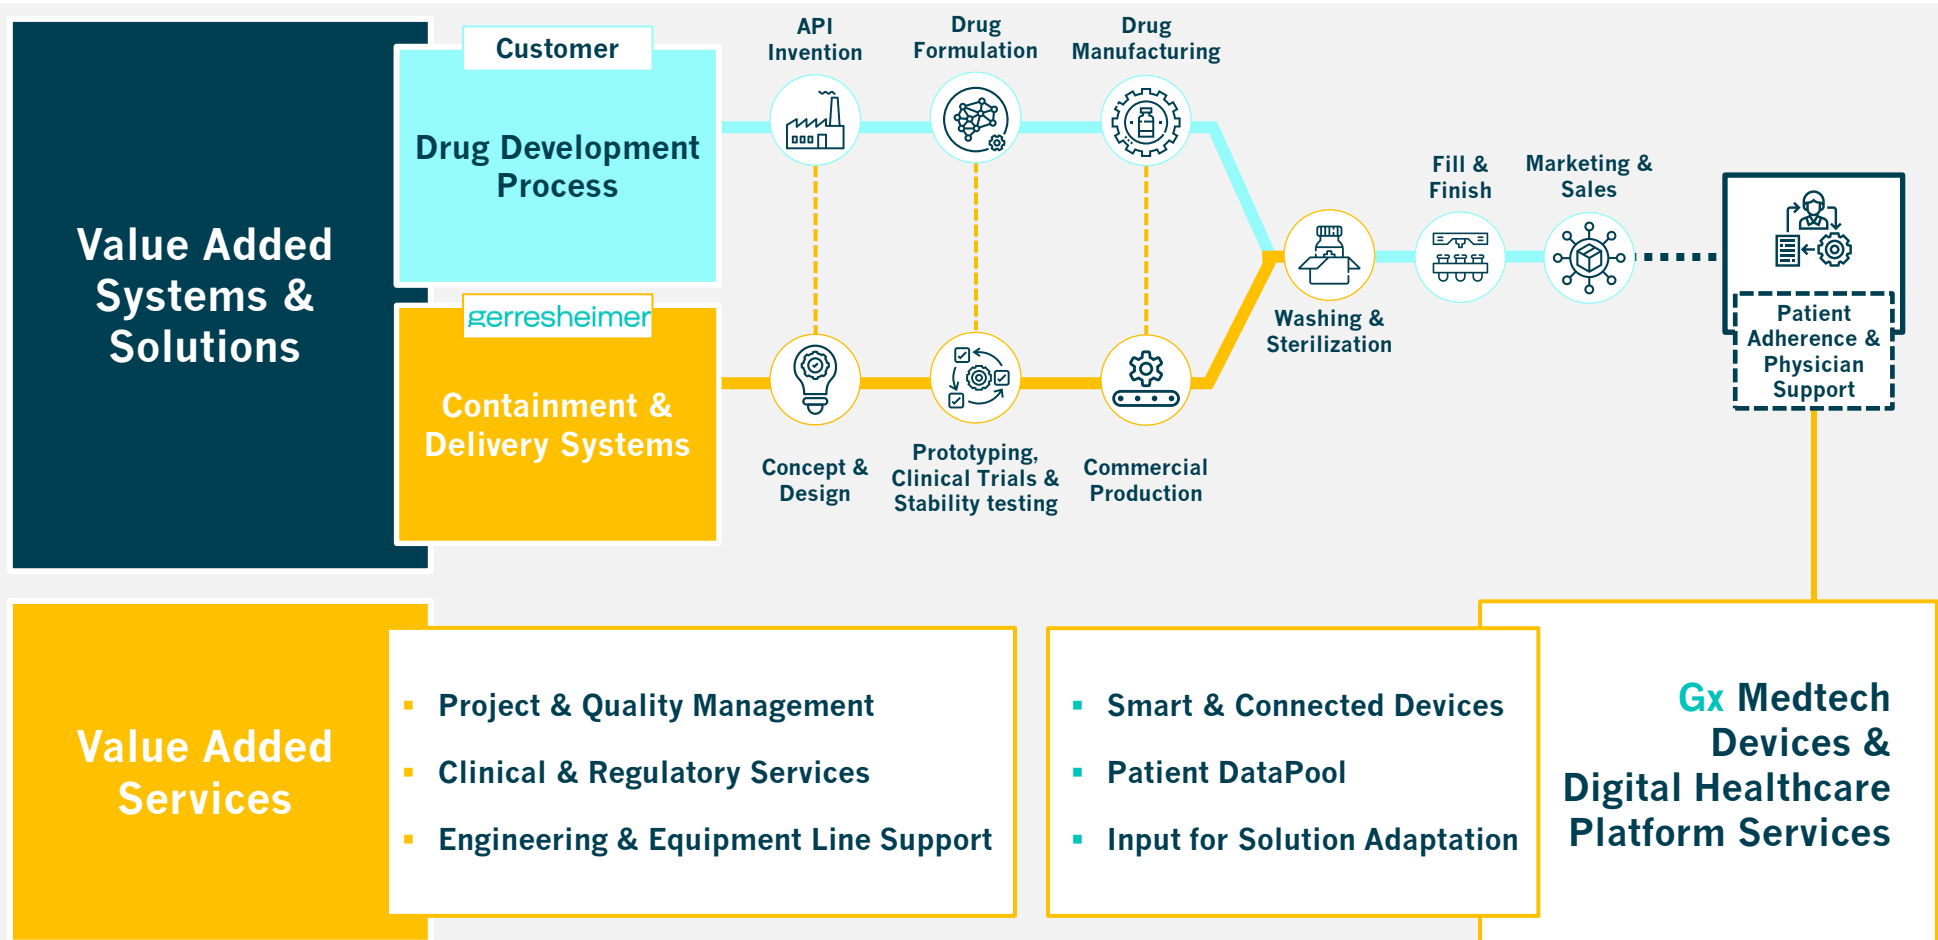 Value Added
Systems &
Solutions
Customer
Drug Development
Process
gerresheimer
Containment &
Delivery Systems
API
Invention
Drug
Formulation
Drug
Manufacturing
Concept &
Design
Prototyping,
Clinical Trials &
Stability testing
Commercial
Production
Washing &
Sterilization
Fill &
Finish
Marketing &
Sales
Patient
Adherence &
Physician
Support
Value Added
Services
▪ Project & Quality Management
▪ Clinical & Regulatory Services
▪ Engineering & Equipment Line Support
▪ Smart & Connected Devices
▪ Patient DataPool
▪ Input for Solution Adaptation
Gx Medtech
Devices &
Digital Healthcare
Platform Services